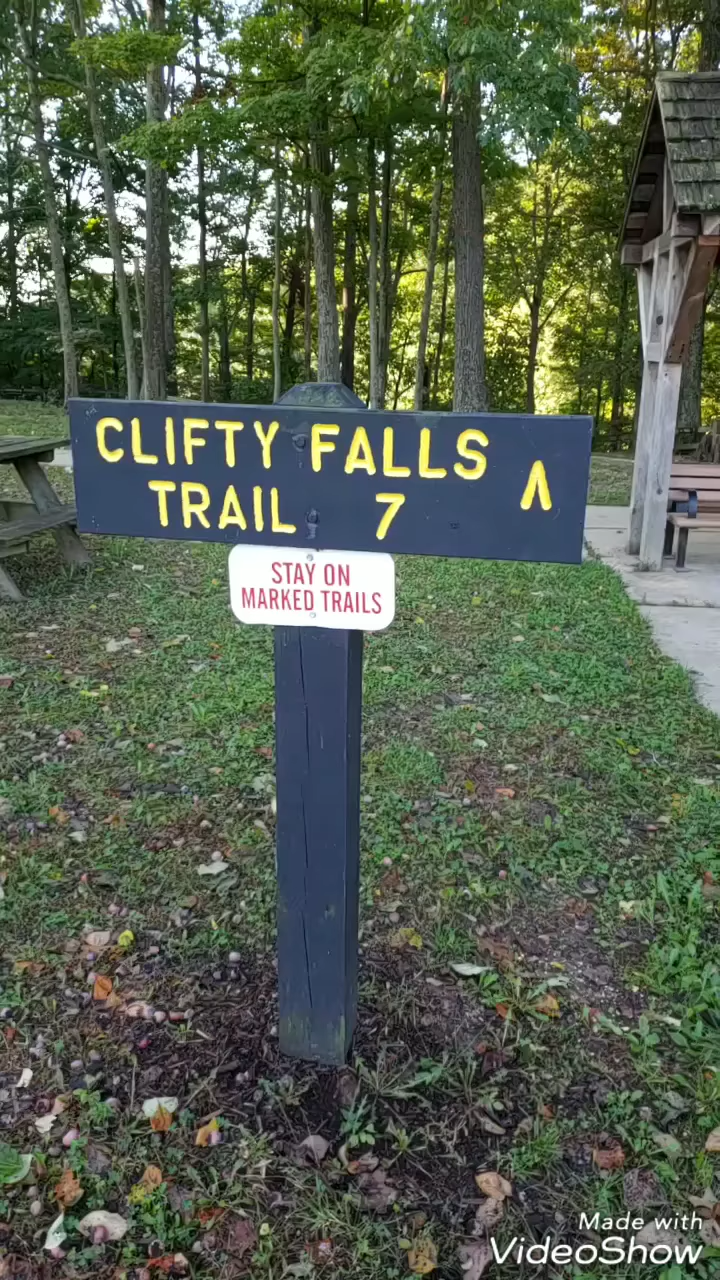 CLIFTY FALLS ∧
TRAIL 7
STAY ON
MARKED TRAILS
Made with
VideoShow